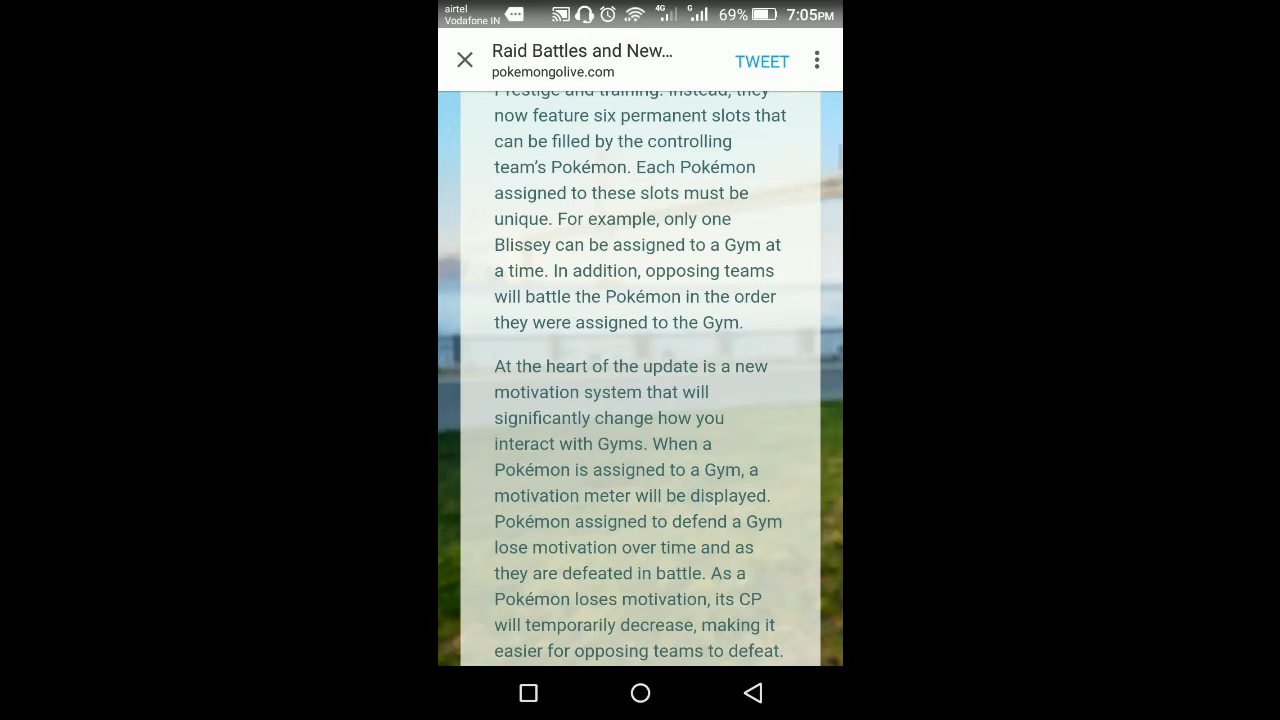 airtel
Vodafone IN
4G
G
69%
7:05PM
Raid Battles and New...
pokemongolive.com
TWEET
Prestige and training. Instead, they
now feature six permanent slots that
can be filled by the controlling
team’s Pokémon. Each Pokémon
assigned to these slots must be
unique. For example, only one
Blissey can be assigned to a Gym at
a time. In addition, opposing teams
will battle the Pokémon in the order
they were assigned to the Gym.
At the heart of the update is a new
motivation system that will
significantly change how you
interact with Gyms. When a
Pokémon is assigned to a Gym, a
motivation meter will be displayed.
Pokémon assigned to defend a Gym
lose motivation over time and as
they are defeated in battle. As a
Pokémon loses motivation, its CP
will temporarily decrease, making it
easier for opposing teams to defeat.